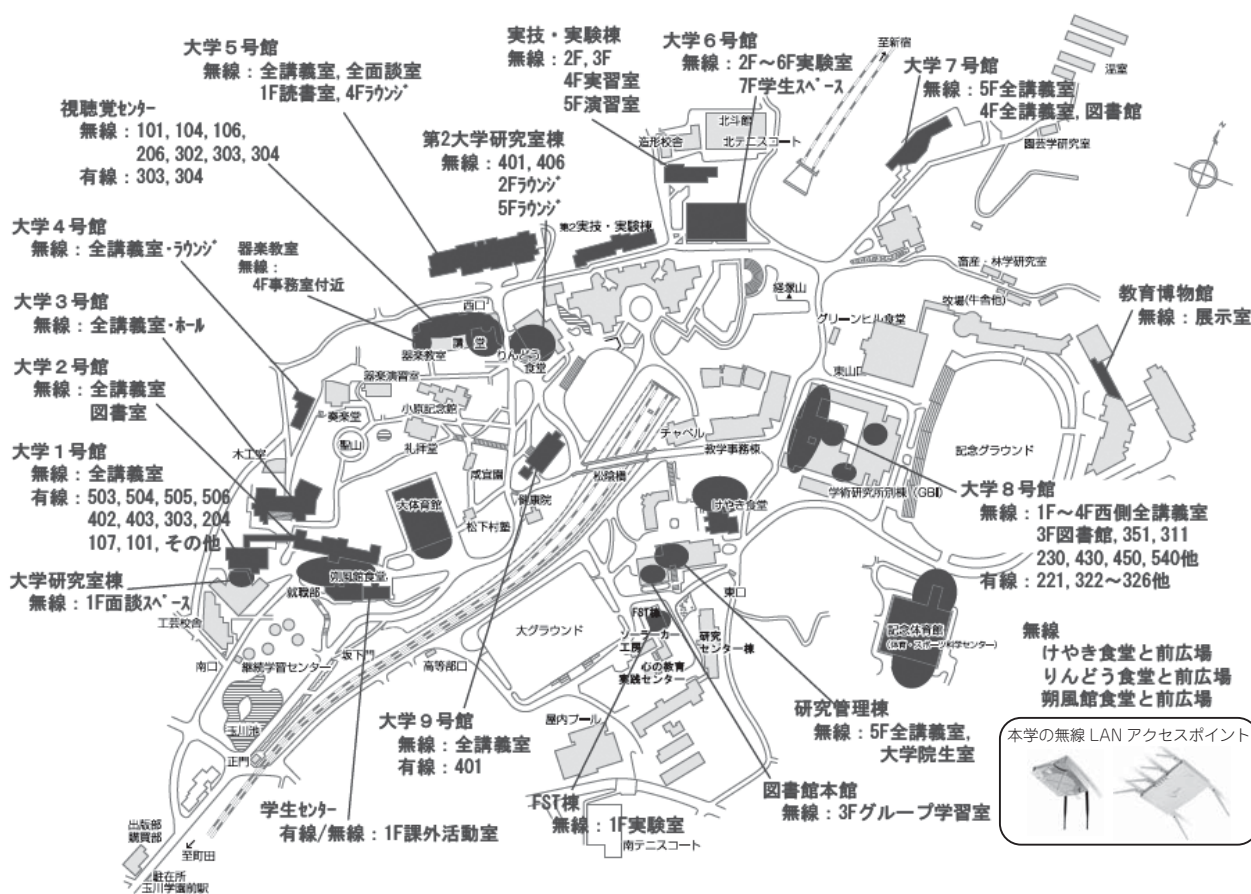 大学5号館
無線：全講義室, 全面談室
1F読書室, 4Fラウンジ
実技・実験棟
無線：2F, 3F
4F実習室
5F演習室
大学6号館
無線：2F～6F実験室
7F学生スペース
至新宿
大学7号館
無線：5F全講義室
4F全講義室, 図書館
温室
園芸学研究室
視聴覚センター
無線：101, 104, 106,
206, 302, 303, 304
有線：303, 304
第2大学研究室棟
無線：401, 406
2Fラウンジ
5Fラウンジ
北斗館
造形校舎
北テニスコート
第2実技・実験棟
大学4号館
無線：全講義室・ラウンジ
器楽教室
無線：
4F事務室付近
西口
講堂
器楽教室
りんどう
食堂
経塚山
畜産・林学研究室
牧場(牛舎他)
グリーンヒル食堂
東山口
教育博物館
無線：展示室
大学3号館
無線：全講義室・ホール
大学2号館
無線：全講義室
図書室
器楽演習室
奏楽堂
小原記念館
聖山
礼拝堂
木工室
咸宜園
チャペル
教学事務棟
松陰橋
記念グラウンド
大学1号館
無線：全講義室
有線：503, 504, 505, 506
402, 403, 303, 204
107, 101, その他
大体育館
健康院
松下村塾
けやき食堂
学術研究所別棟 (GBI)
大学8号館
無線：1F～4F西側全講義室
3F図書館, 351, 311
230, 430, 450, 540他
有線：221, 322～326他
大学研究室棟
無線：1F面談スペース
朔風館食堂
就職部
工芸校舎
南口
継続学習センター
坂下門
高等部口
大グラウンド
東口
FST棟
ソーラーカー
工房
研究
センター棟
心の教育
実践センター
記念体育館
(体育・スポーツ科学センター)
無線
けやき食堂と前広場
りんどう食堂と前広場
朔風館食堂と前広場
玉川池
正門
大学9号館
無線：全講義室
有線：401
屋内プール
研究管理棟
無線：5F全講義室,
大学院生室
本学の無線LANアクセスポイント
学生センター
有線/無線：1F課外活動室
FST棟
無線：1F実験室
南テニスコート
図書館本館
無線：3Fグループ学習室
出版部
購買部
至町田
駐在所
玉川学園前駅